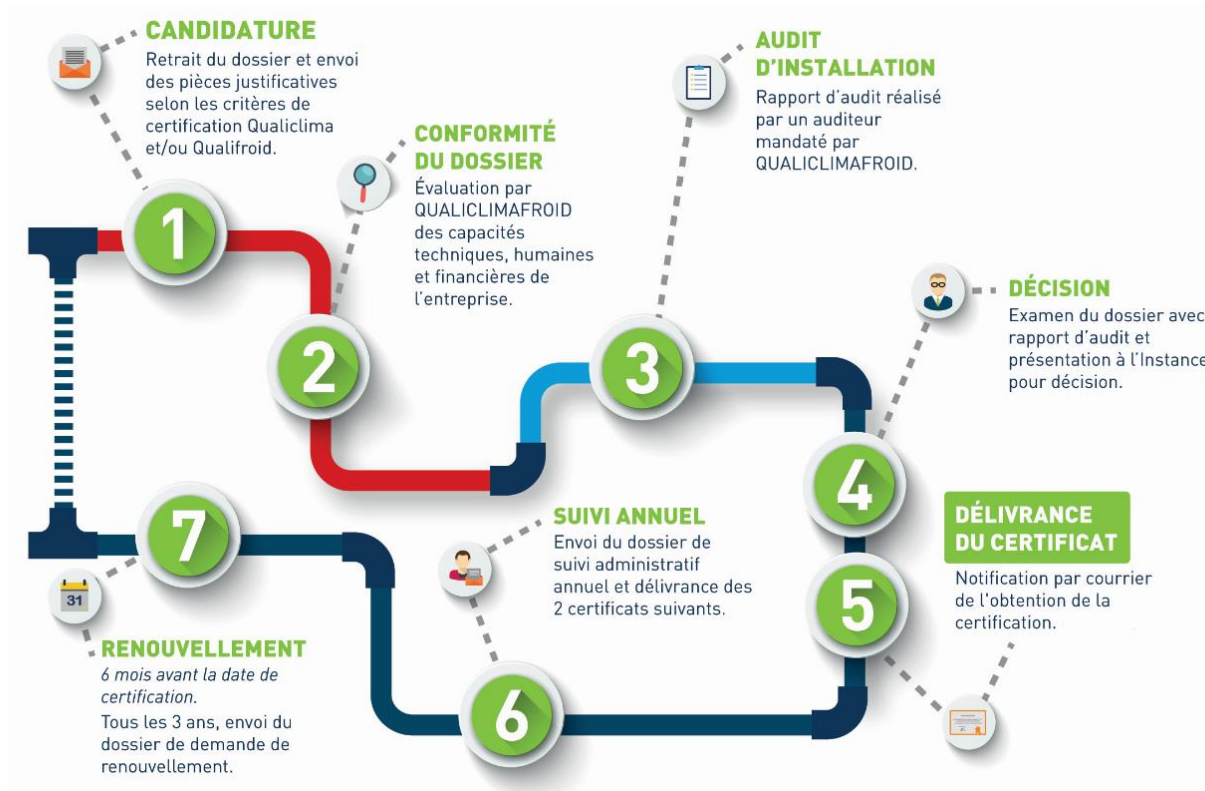 1
CANDIDATURE
Retrait du dossier et envoi
des pièces justificatives
selon les critères de
certification Qualiclima
et/ou Qualifroid.
2
CONFORMITÉ
DU DOSSIER
Évaluation par
QUALICLIMAFROID
des capacités
techniques, humaines
et financières de
l'entreprise.
3
AUDIT
D'INSTALLATION
Rapport d'audit réalisé
par un auditeur
mandaté par
QUALICLIMAFROID.
4
DÉCISION
Examen du dossier avec
rapport d'audit et
présentation à l'Instance
pour décision.
5
DÉLIVRANCE
DU CERTIFICAT
Notification par courrier
de l'obtention de la
certification.
6
SUIVI ANNUEL
Envoi du dossier de
suivi administratif
annuel et délivrance des
2 certificats suivants.
7
31
RENOUVELLEMENT
6 mois avant la date de
certification.
Tous les 3 ans, envoi du
dossier de demande de
renouvellement.